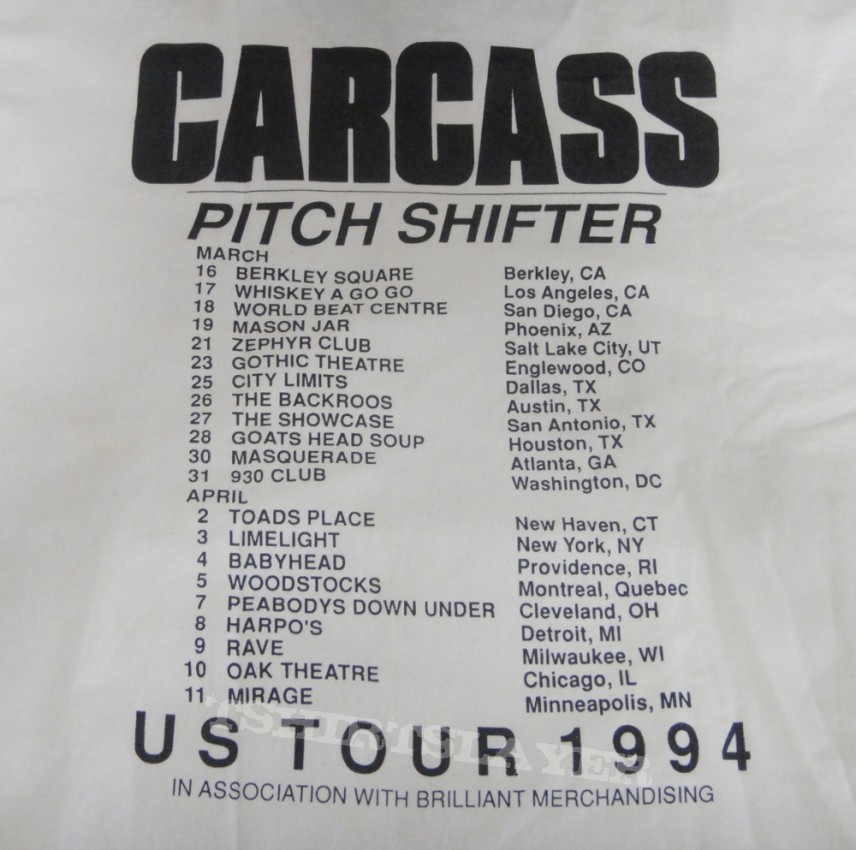 CARCASS
PITCH SHIFTER
MARCH
16 BERKLEY SQUARE Berkley, CA
17 WHISKEY A GO GO Los Angeles, CA
18 WORLD BEAT CENTRE San Diego, CA
19 MASON JAR Phoenix, AZ
21 ZEPHYR CLUB Salt Lake City, UT
23 GOTHIC THEATRE Englewood, CO
25 CITY LIMITS Dallas, TX
26 THE BACKROOS Austin, TX
27 THE SHOWCASE San Antonio, TX
28 GOATS HEAD SOUP Houston, TX
30 MASQUERADE Atlanta, GA
31 930 CLUB Washington, DC
APRIL
2 TOADS PLACE New Haven, CT
3 LIMELIGHT New York, NY
4 BABYHEAD Providence, RI
5 WOODSTOCKS Montreal, Quebec
7 PEABODYS DOWN UNDER Cleveland, OH
8 HARPO'S Detroit, MI
9 RAVE Milwaukee, WI
10 OAK THEATRE Chicago, IL
11 MIRAGE Minneapolis, MN
TSHIRTSLAYER
US TOUR 1994
IN ASSOCIATION WITH BRILLIANT MERCHANDISING